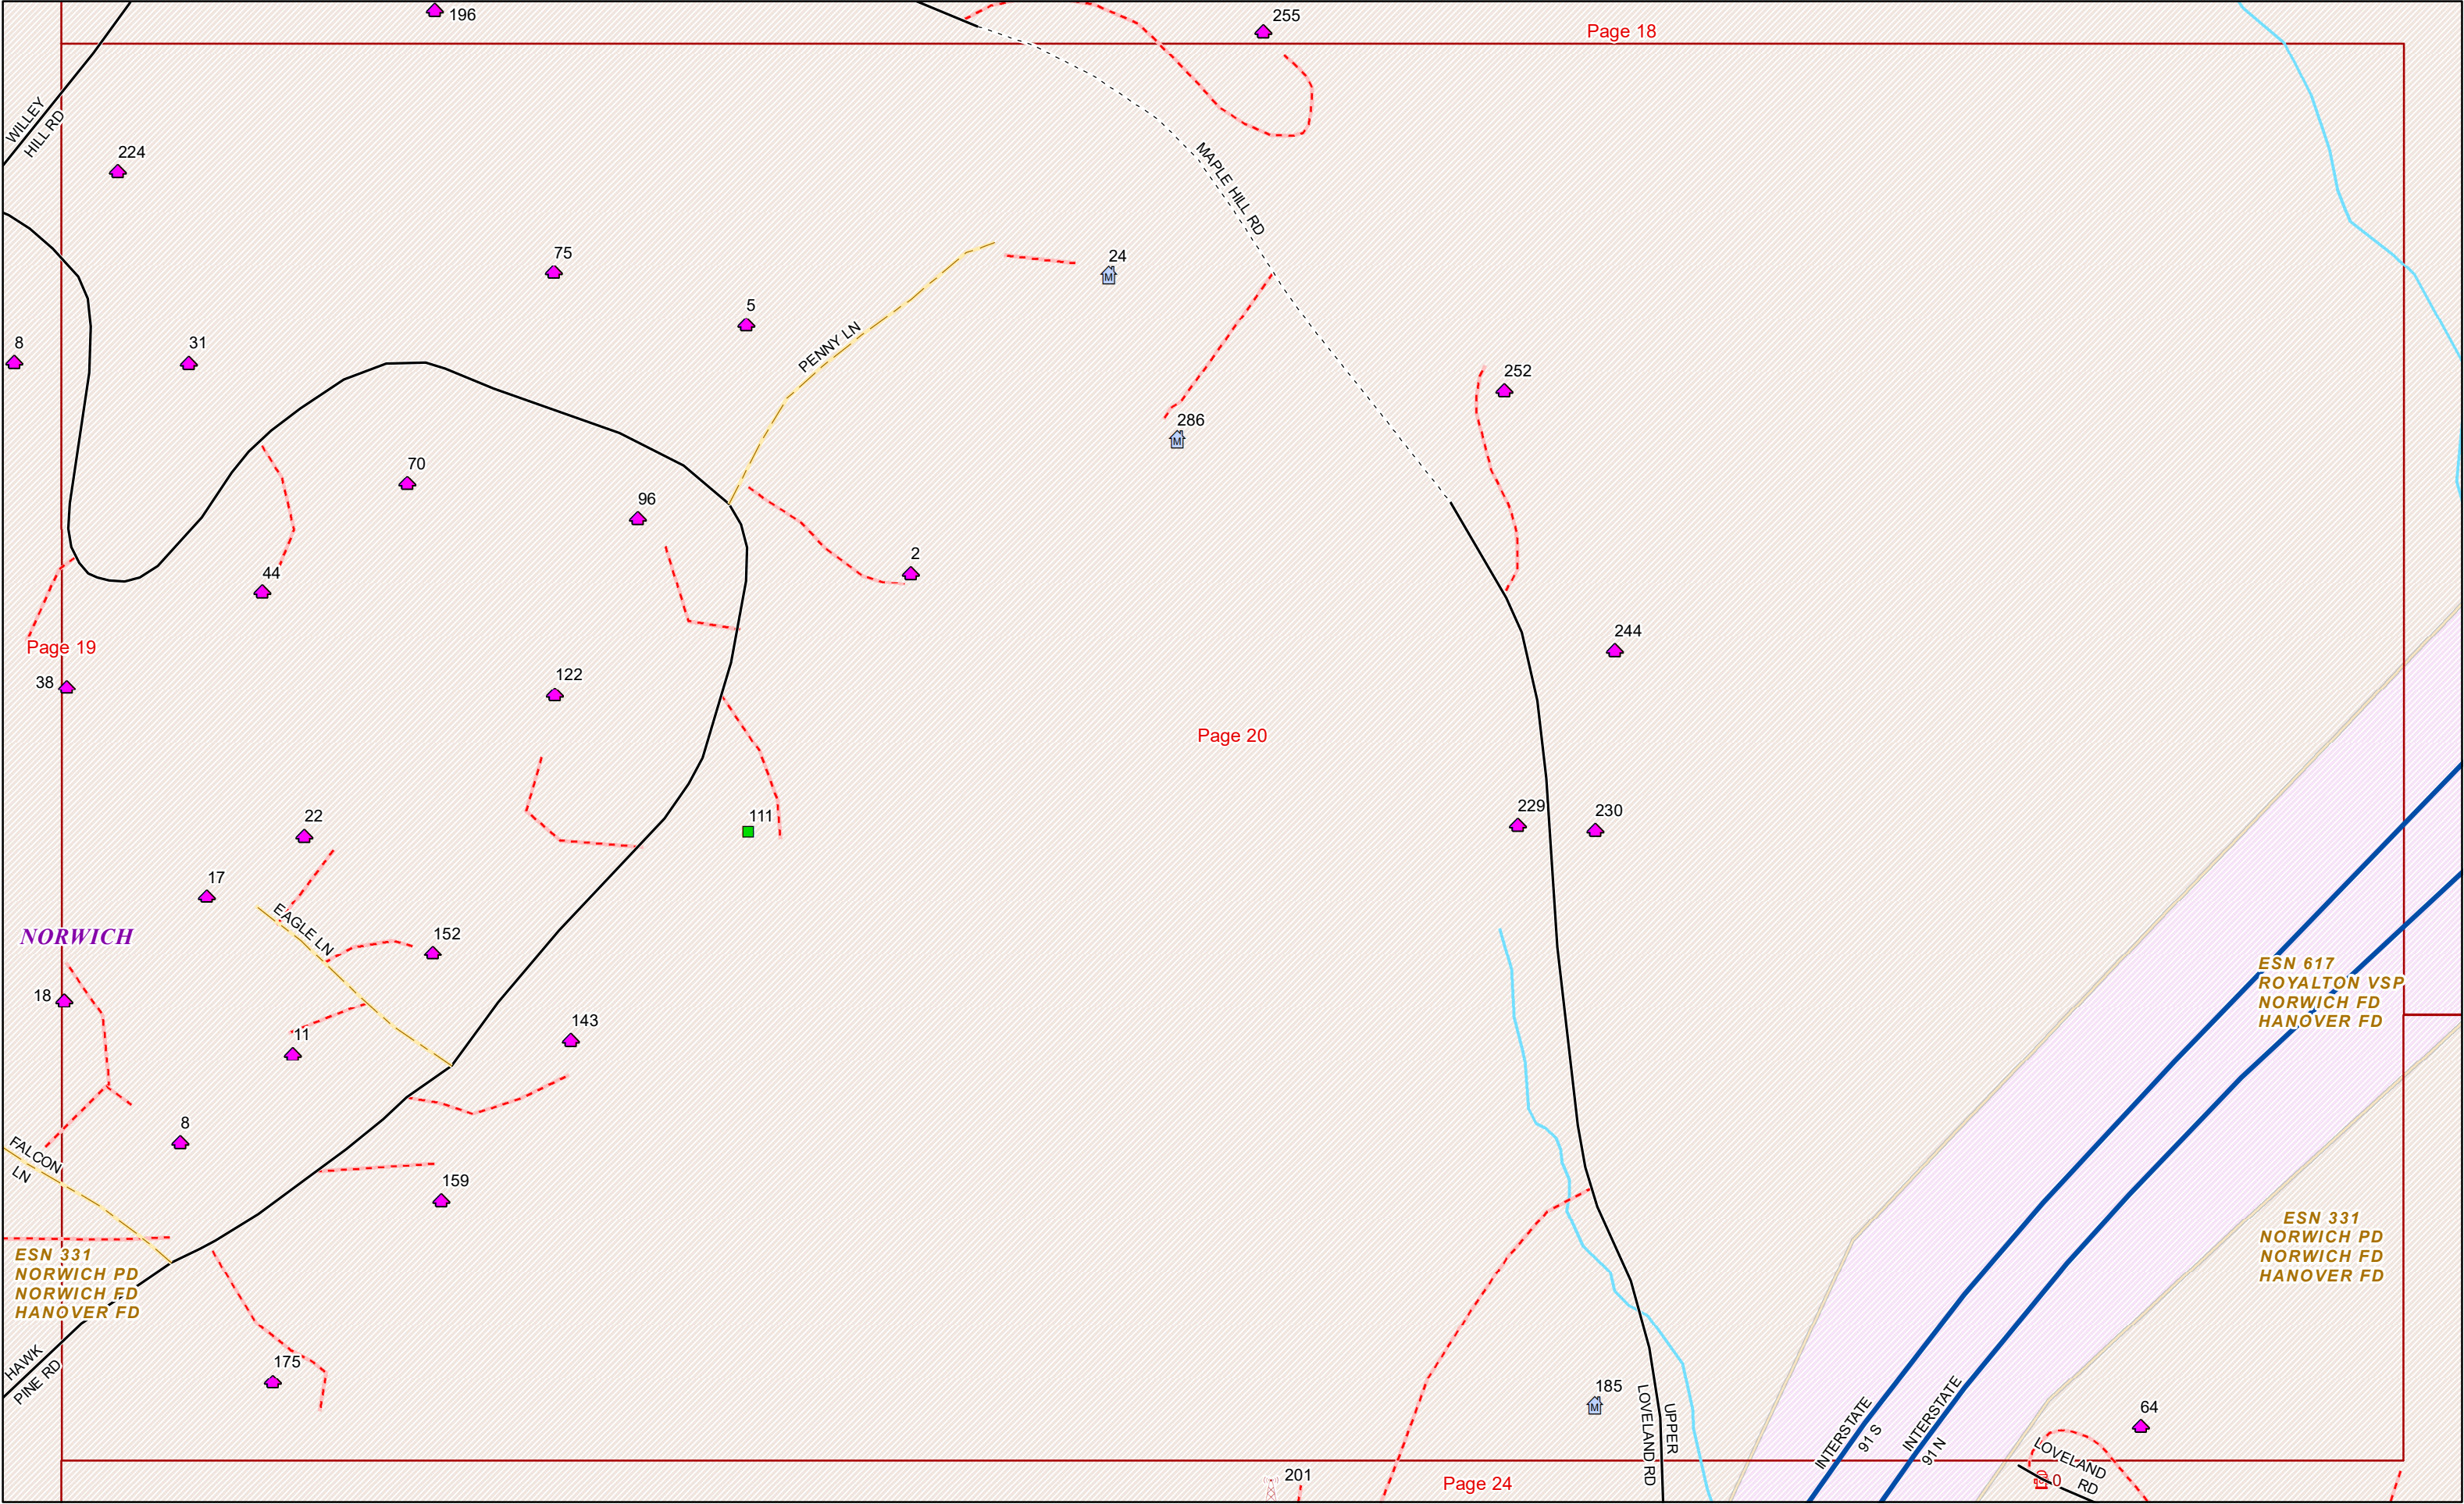 196
255
Page 18
WILLEY
HILL RD
224
MAPLE HILL RD
75
24
M
5
PENNY LN
8
31
252
286
M
70
96
2
44
244
Page 19
38
122
Page 20
22
111
229
230
17
EAGLE LN
NORWICH
152
ESN 617
ROYALTON VSP
NORWICH FD
HANOVER FD
18
11
143
8
FALCON
LN
159
ESN 331
NORWICH PD
NORWICH FD
HANOVER FD
ESN 331
NORWICH PD
NORWICH FD
HANOVER FD
HAWK
PINE RD
175
185
M
UPPER
LOVELAND RD
INTERSTATE
91 S
INTERSTATE
91 N
64
LOVELAND
RD
0
201
Page 24